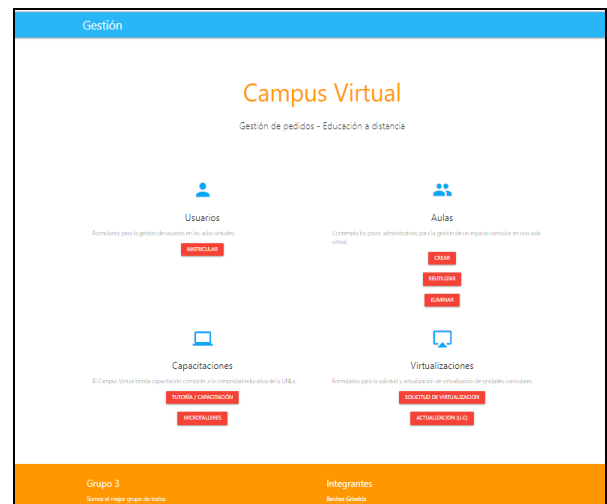 Gestión
Campus Virtual
Gestión de pedidos - Educación a distancia
Usuarios
Formularios para la gestión de usuarios en las aulas virtuales.
MATRICULAR
Aulas
Contempla los pasos administrativos para la gestión de un espacio curricular en una aula
virtual
CREAR
REUTILIZAR
ELIMINAR
Capacitaciones
El Campus Virtual brinda capacitación constante a la comunidad educativa de la UNLa
TUTORÍA / CAPACITACIÓN
MICROTALLERES
Virtualizaciones
Formularios para la solicitud y actualización de virtualización de unidades curriculares.
SOLICITUD DE VIRTUALIZACION
ACTUALIZACION (U.C)
Grupo 3
Somos el mejor grupo de todos
Integrantes
Benitez Griselda